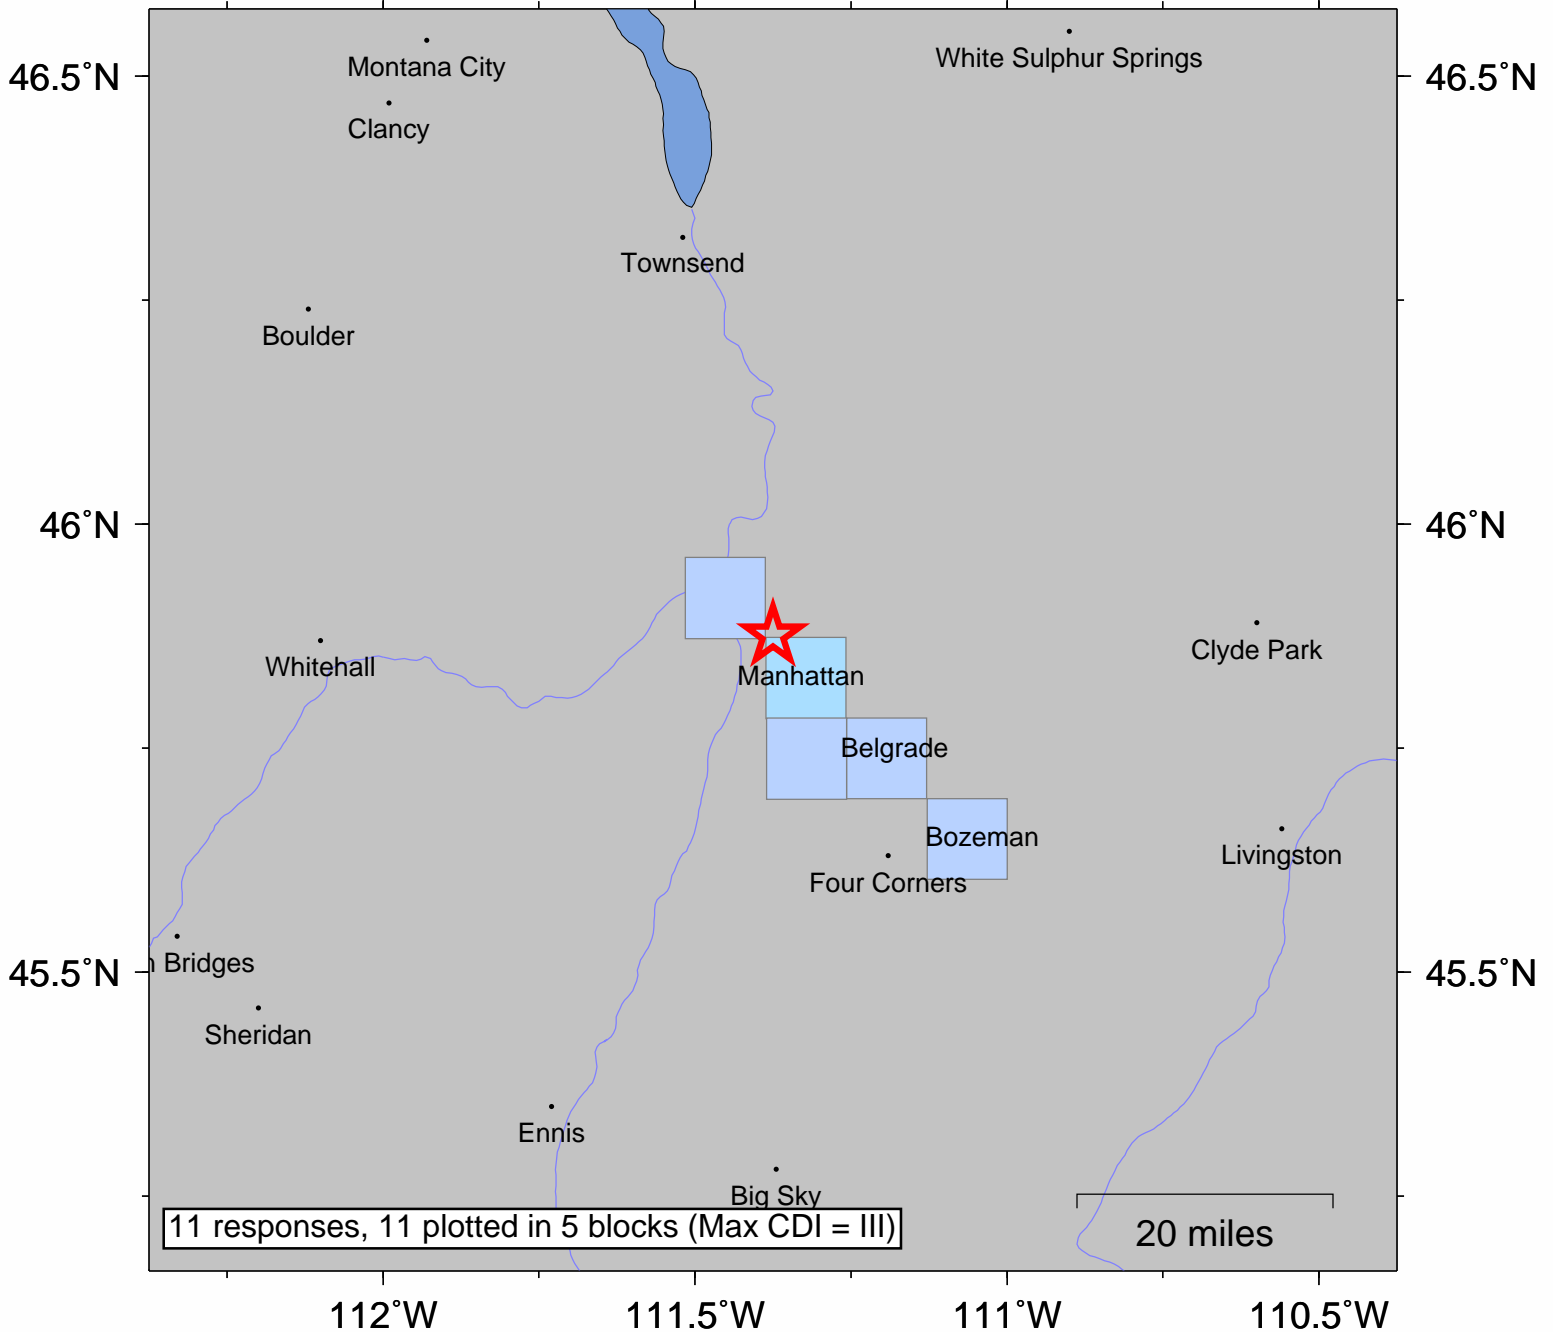 46.5°N
Montana City
White Sulphur Springs
46.5°N
Clancy
Townsend
Boulder
46°N
46°N
Whitehall
Manhattan
Clyde Park
Belgrade
Bozeman
Four Corners
Livingston
45.5°N
n Bridges
45.5°N
Sheridan
Ennis
Big Sky
11 responses, 11 plotted in 5 blocks (Max CDI = III)
20 miles
112°W
111.5°W
111°W
110.5°W